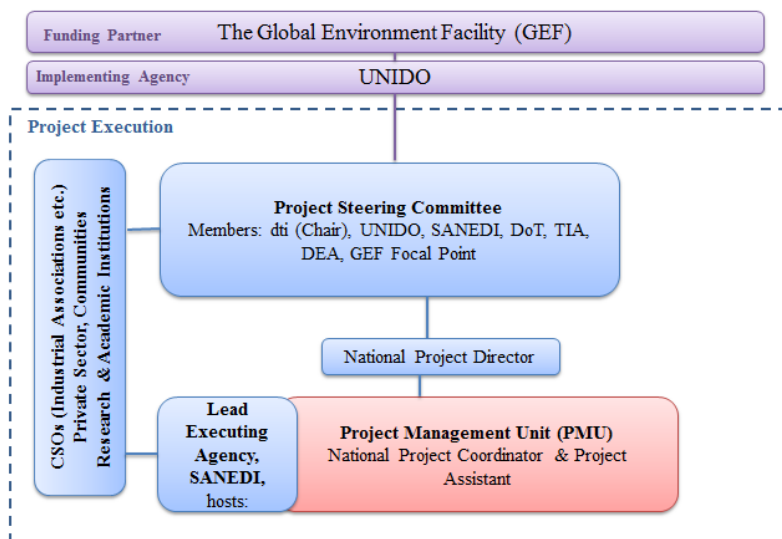 Funding Partner The Global Environment Facility (GEF)
Implementing Agency UNIDO
Project Execution
CSOs (Industrial Associations etc.)
Private Sector, Communities
Research & Academic Institutions
Project Steering Committee
Members: dti (Chair), UNIDO, SANEDI, DoT, TIA,
DEA, GEF Focal Point
National Project Director
Lead
Executing
Agency,
SANEDI,
hosts:
Project Management Unit (PMU)
National Project Coordinator & Project
Assistant